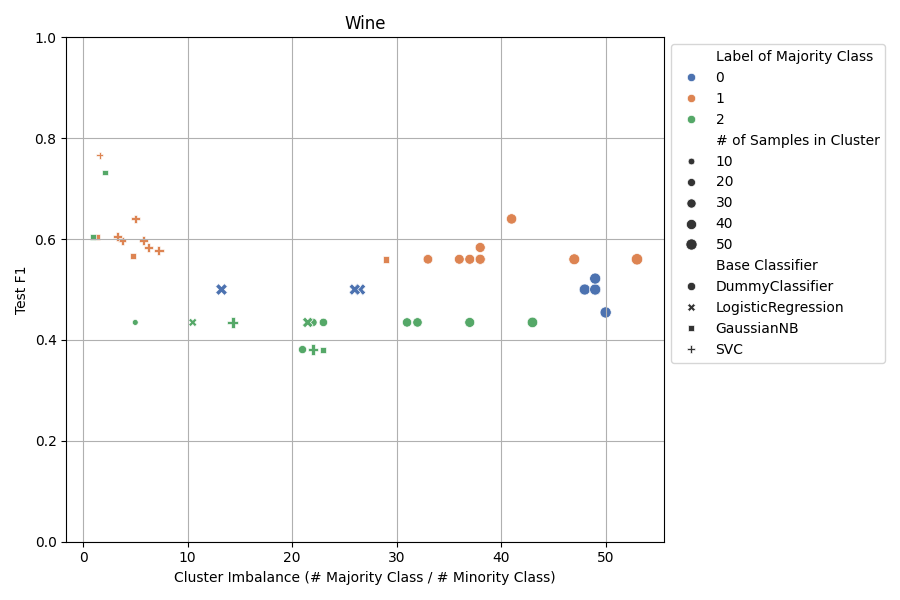 Wine
1.0
0.8
0.6
0.4
0.2
0.0
Test F1
0
10
20
30
40
50
Cluster Imbalance (# Majority Class / # Minority Class)
Label of Majority Class
0
1
2
# of Samples in Cluster
10
20
30
40
50
Base Classifier
DummyClassifier
LogisticRegression
GaussianNB
SVC